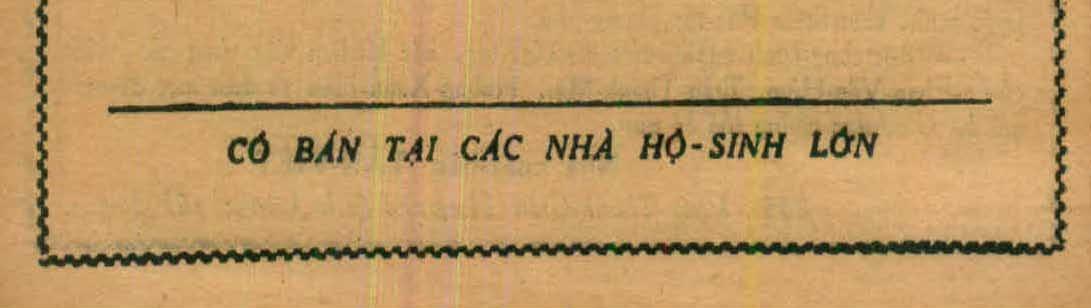 CÓ BÁN TẠI CÁC NHÀ HỘ-SINH LỚN